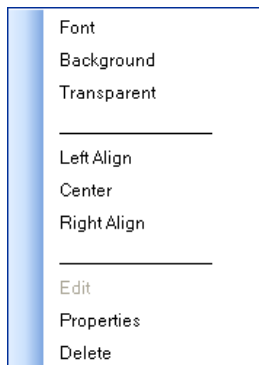 Font
Background
Transparent
Left Align
Center
Right Align
Edit
Properties
Delete